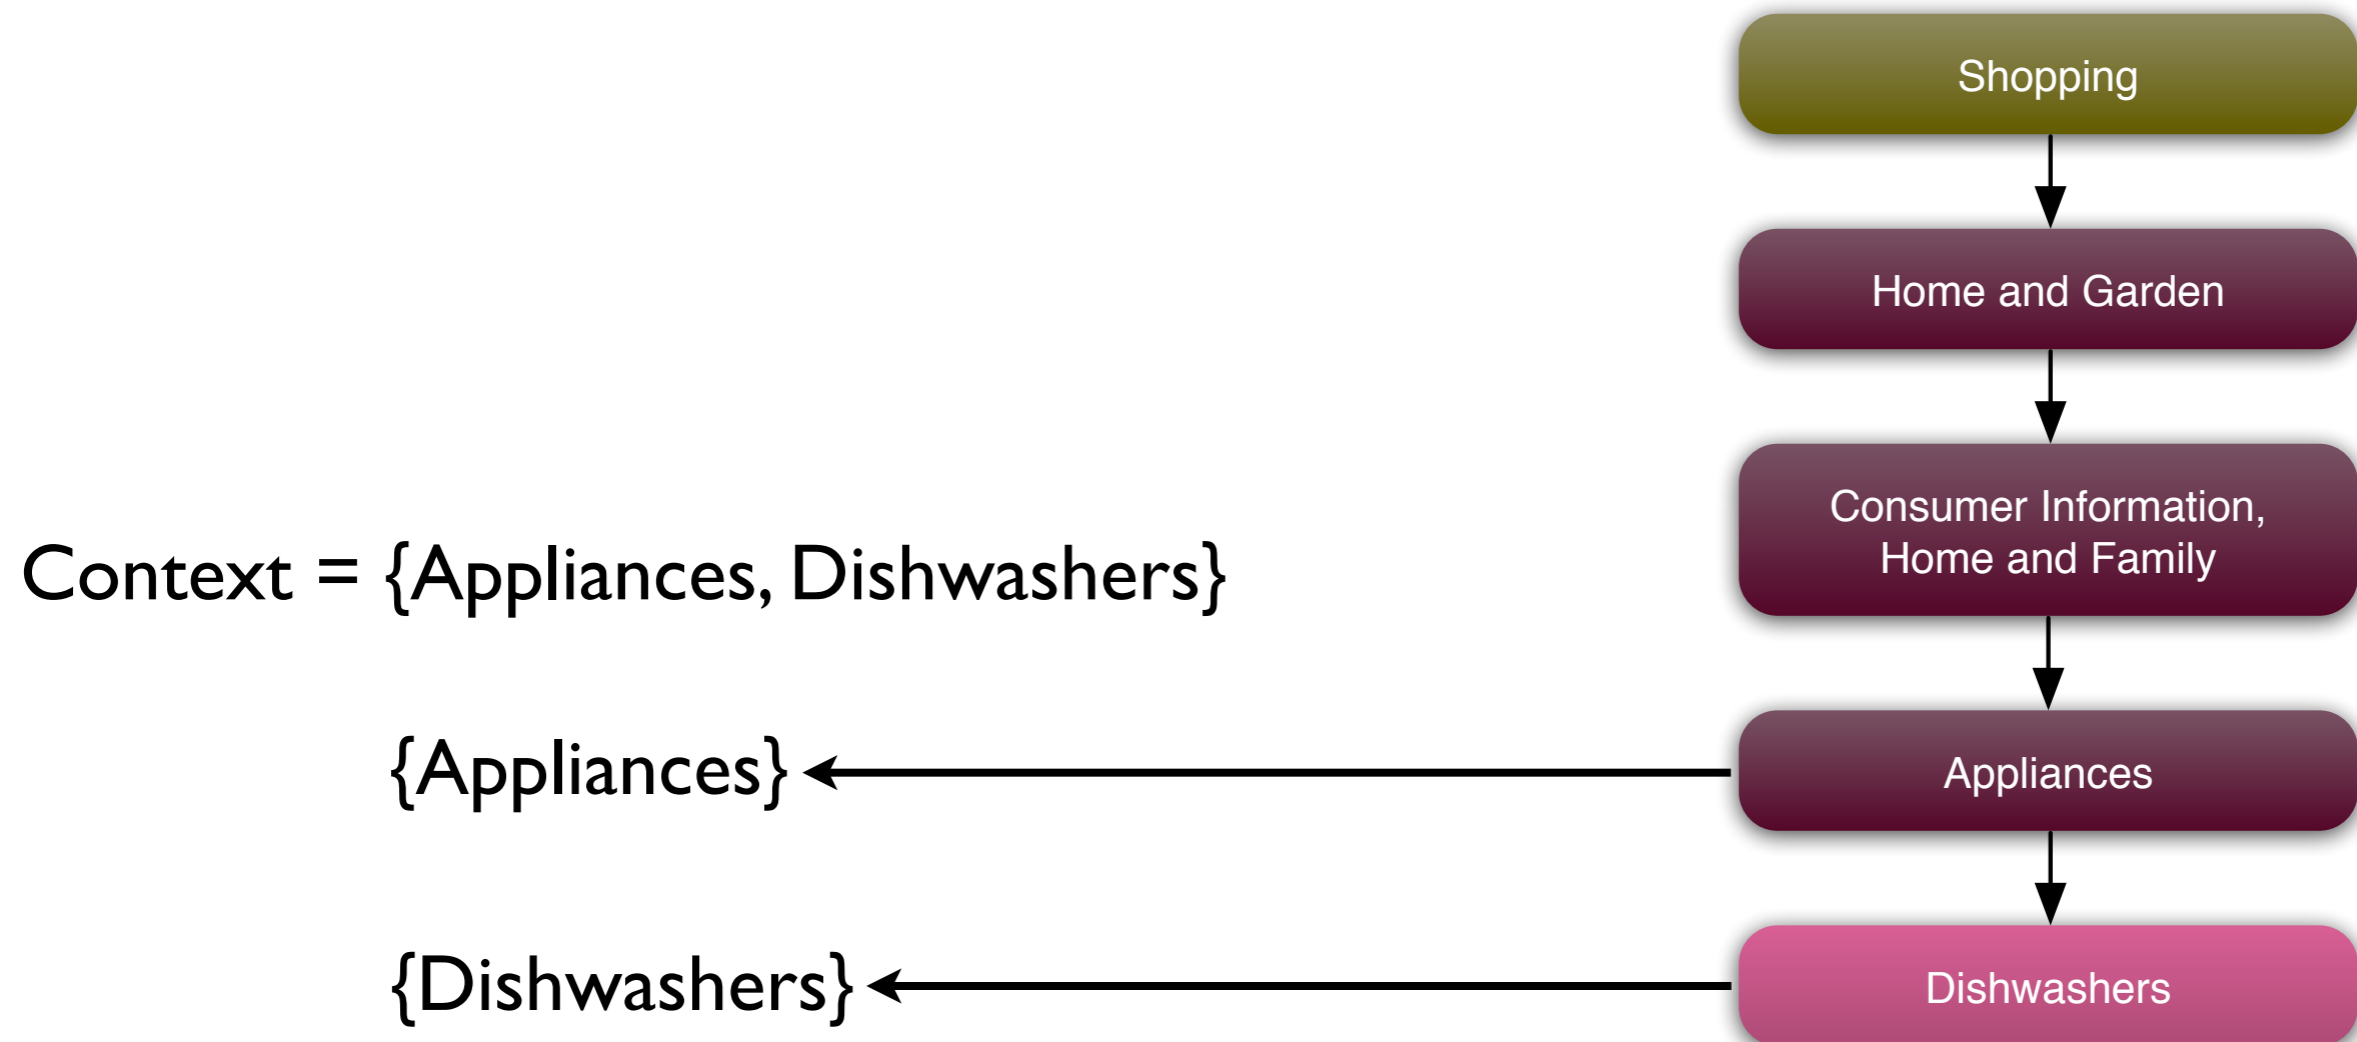 Shopping
Home and Garden
Consumer Information,
Home and Family
Context = {Appliances, Dishwashers}
{Appliances}
Appliances
{Dishwashers}
Dishwashers